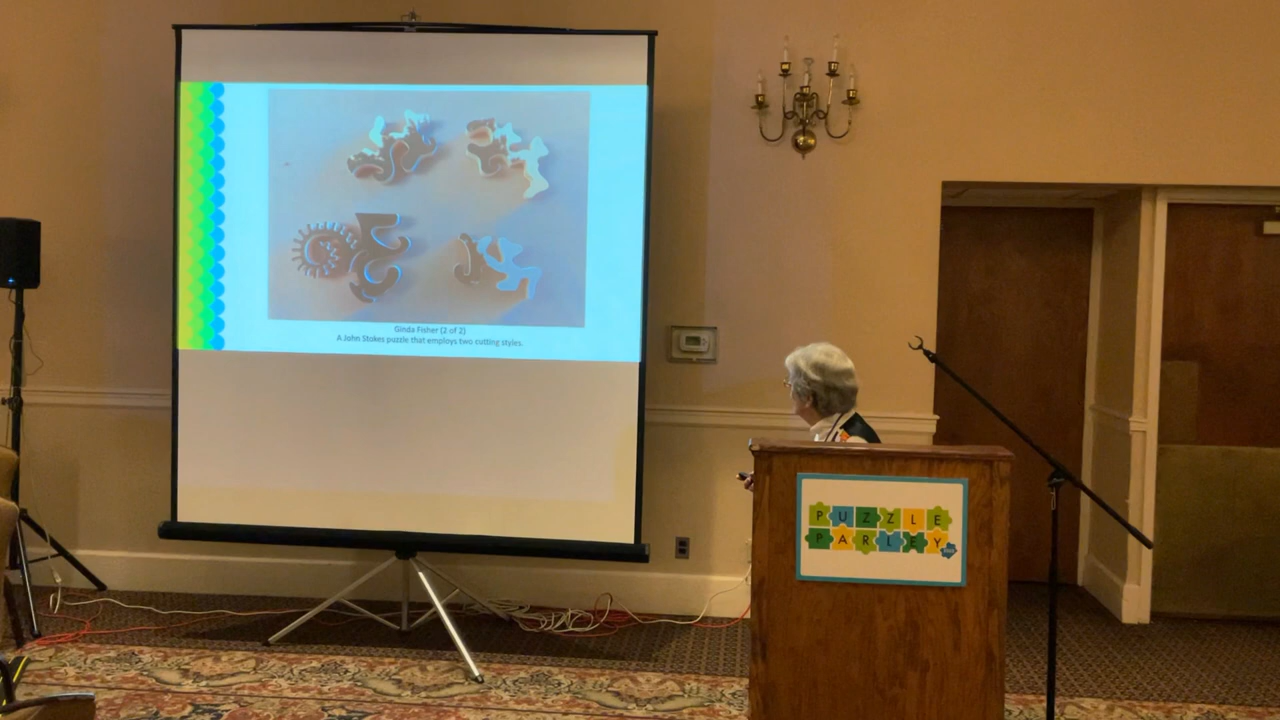 Ginda Fisher (2 of 2)
A John Stokes puzzle that employs two cutting styles.
PUZZLE
PARLEY